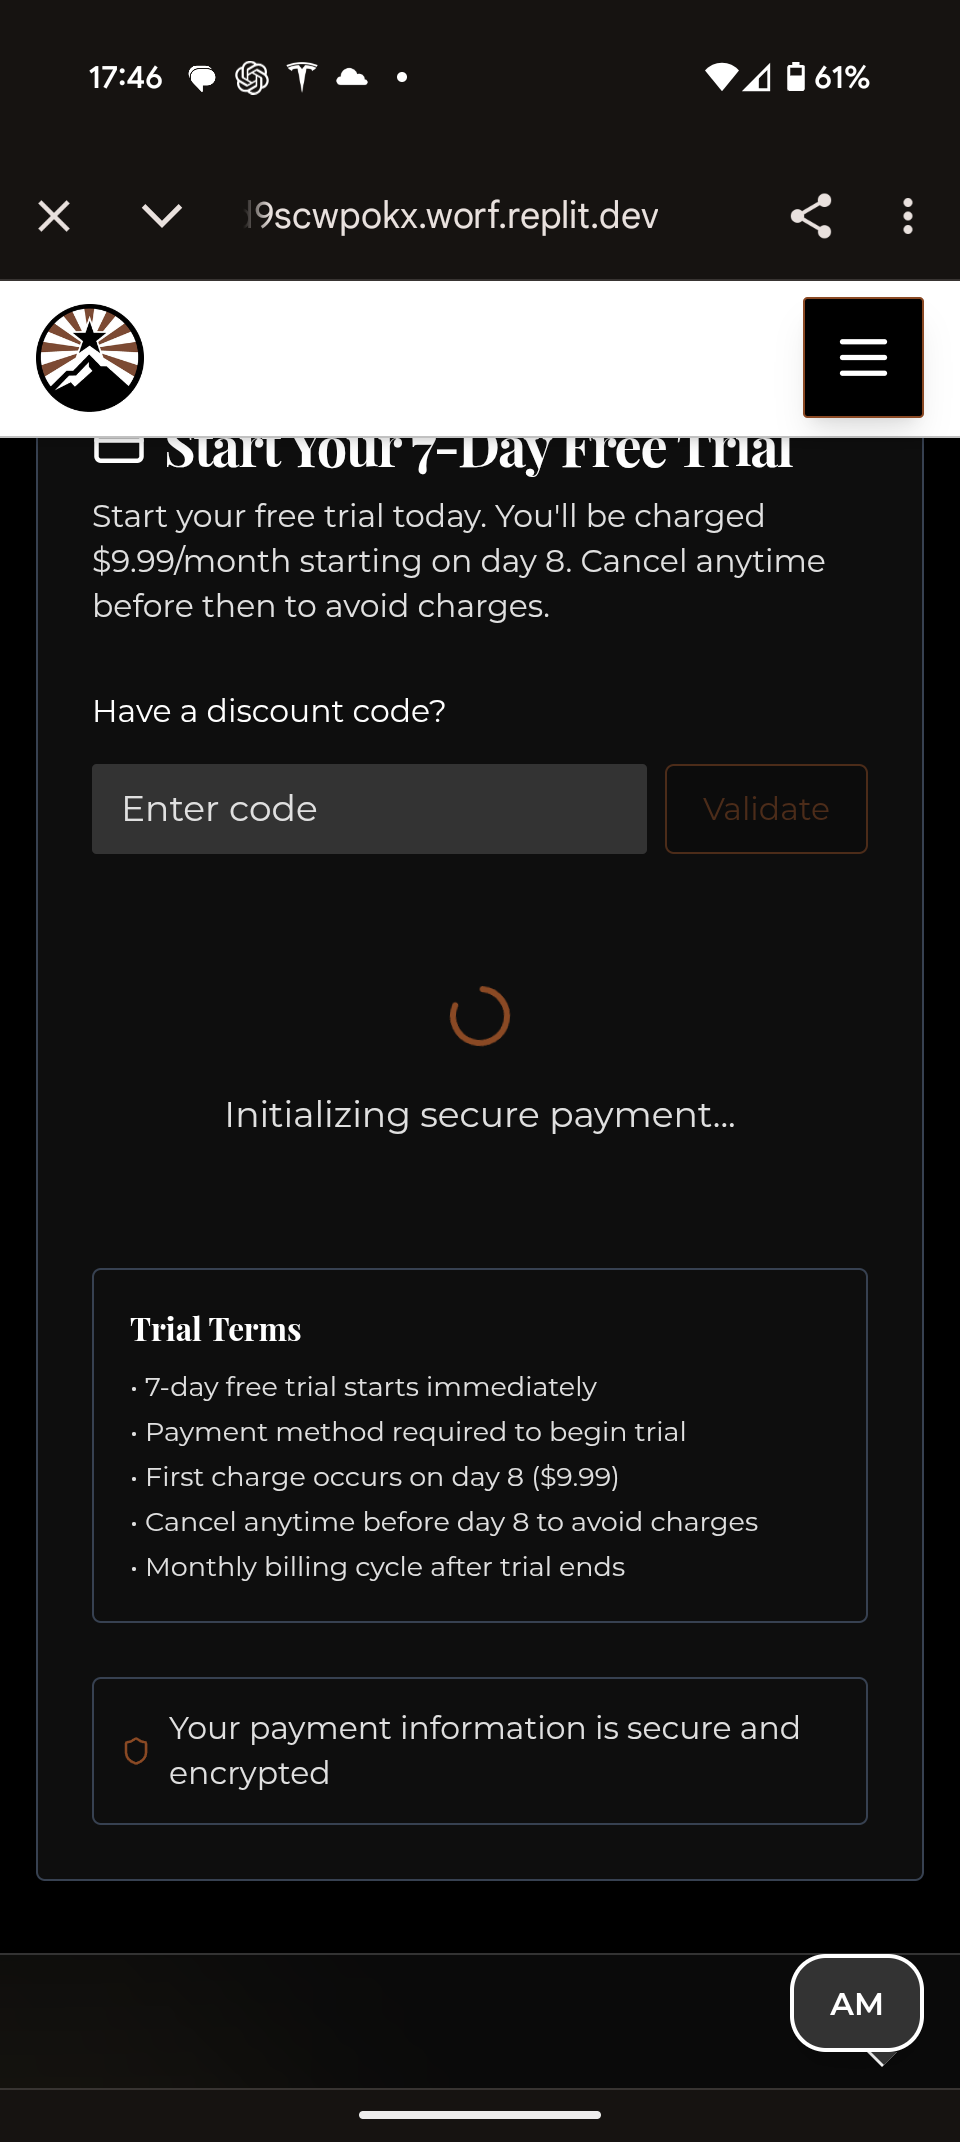 17:46
61%
9scwpokx.worf.replit.dev
Start Your 7-Day Free Trial
Start your free trial today. You'll be charged
$9.99/month starting on day 8. Cancel anytime
before then to avoid charges.
Have a discount code?
Enter code
Validate
Initializing secure payment...
Trial Terms
• 7-day free trial starts immediately
• Payment method required to begin trial
• First charge occurs on day 8 ($9.99)
• Cancel anytime before day 8 to avoid charges
• Monthly billing cycle after trial ends
Your payment information is secure and
encrypted
AM